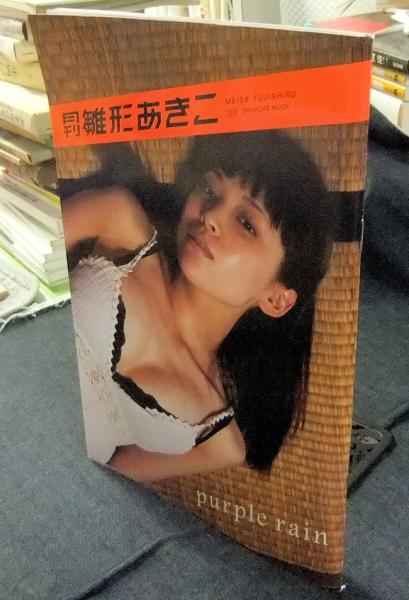 月刊雛形あきこ
MEISA FUJISHIRO
SHINCHO MOOK
purple rain